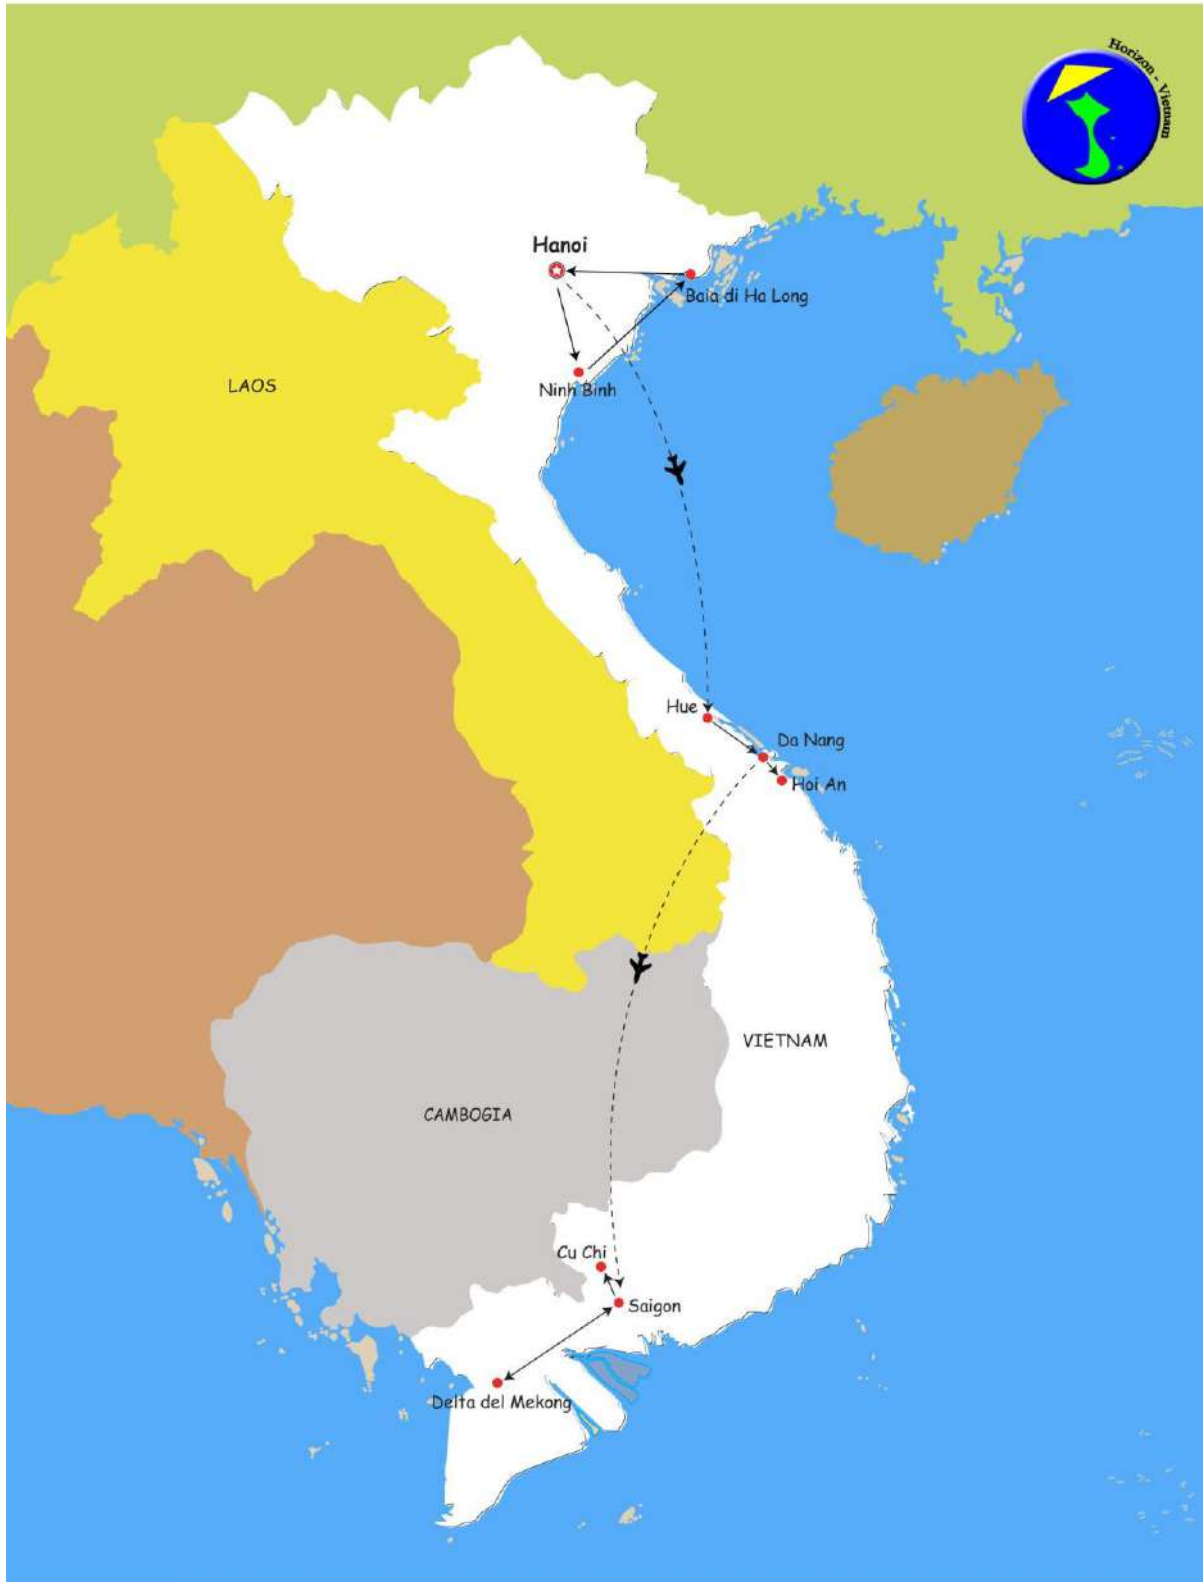 Horizon - Vietnam
Hanoi
Baia di Ha Long
Ninh Binh
LAOS
Hue
Da Nang
Hoi An
VIETNAM
CAMBOGIA
Cu Chi
Saigon
Delta del Mekong